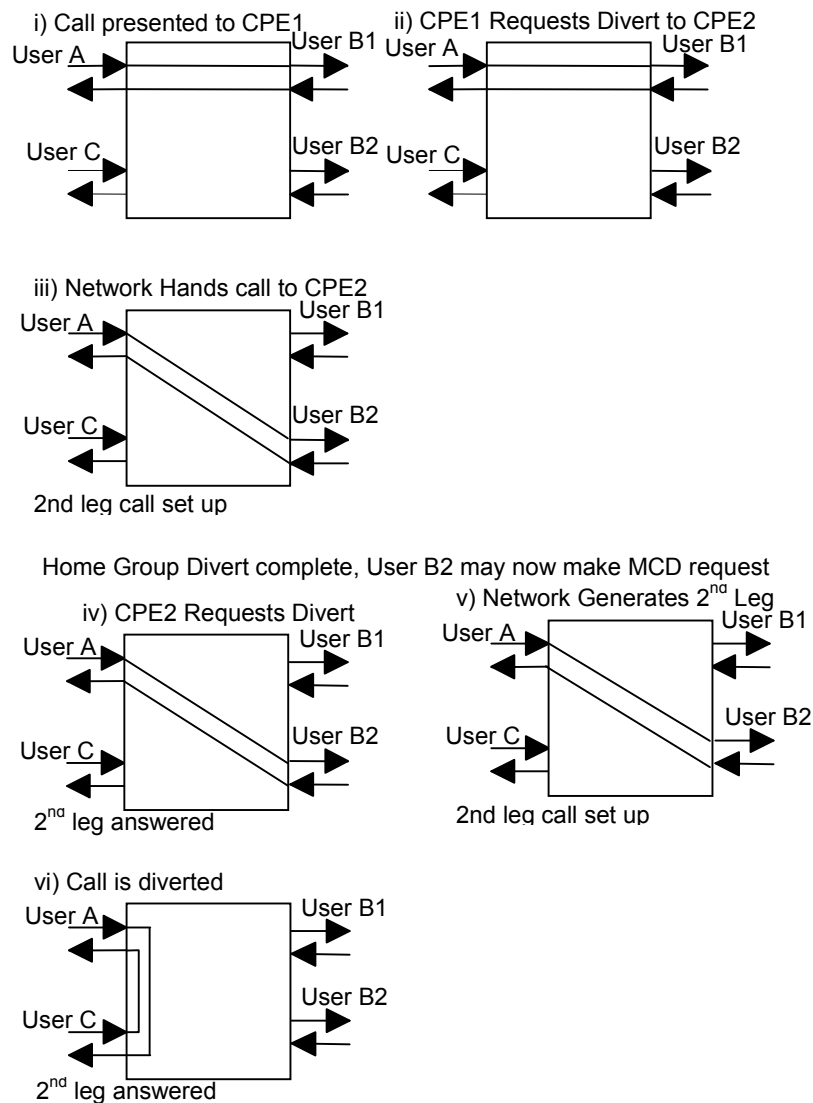 i) Call presented to CPE1
User A
User B1
User C
User B2
ii) CPE1 Requests Divert to CPE2
User A
User B1
User C
User B2
iii) Network Hands call to CPE2
User A
User B1
User C
User B2
2nd leg call set up
Home Group Divert complete, User B2 may now make MCD request
iv) CPE2 Requests Divert
User A
User B1
User C
User B2
2nd leg answered
v) Network Generates 2nd Leg
User A
User B1
User C
User B2
2nd leg call set up
vi) Call is diverted
User A
User B1
User C
User B2
2nd leg answered